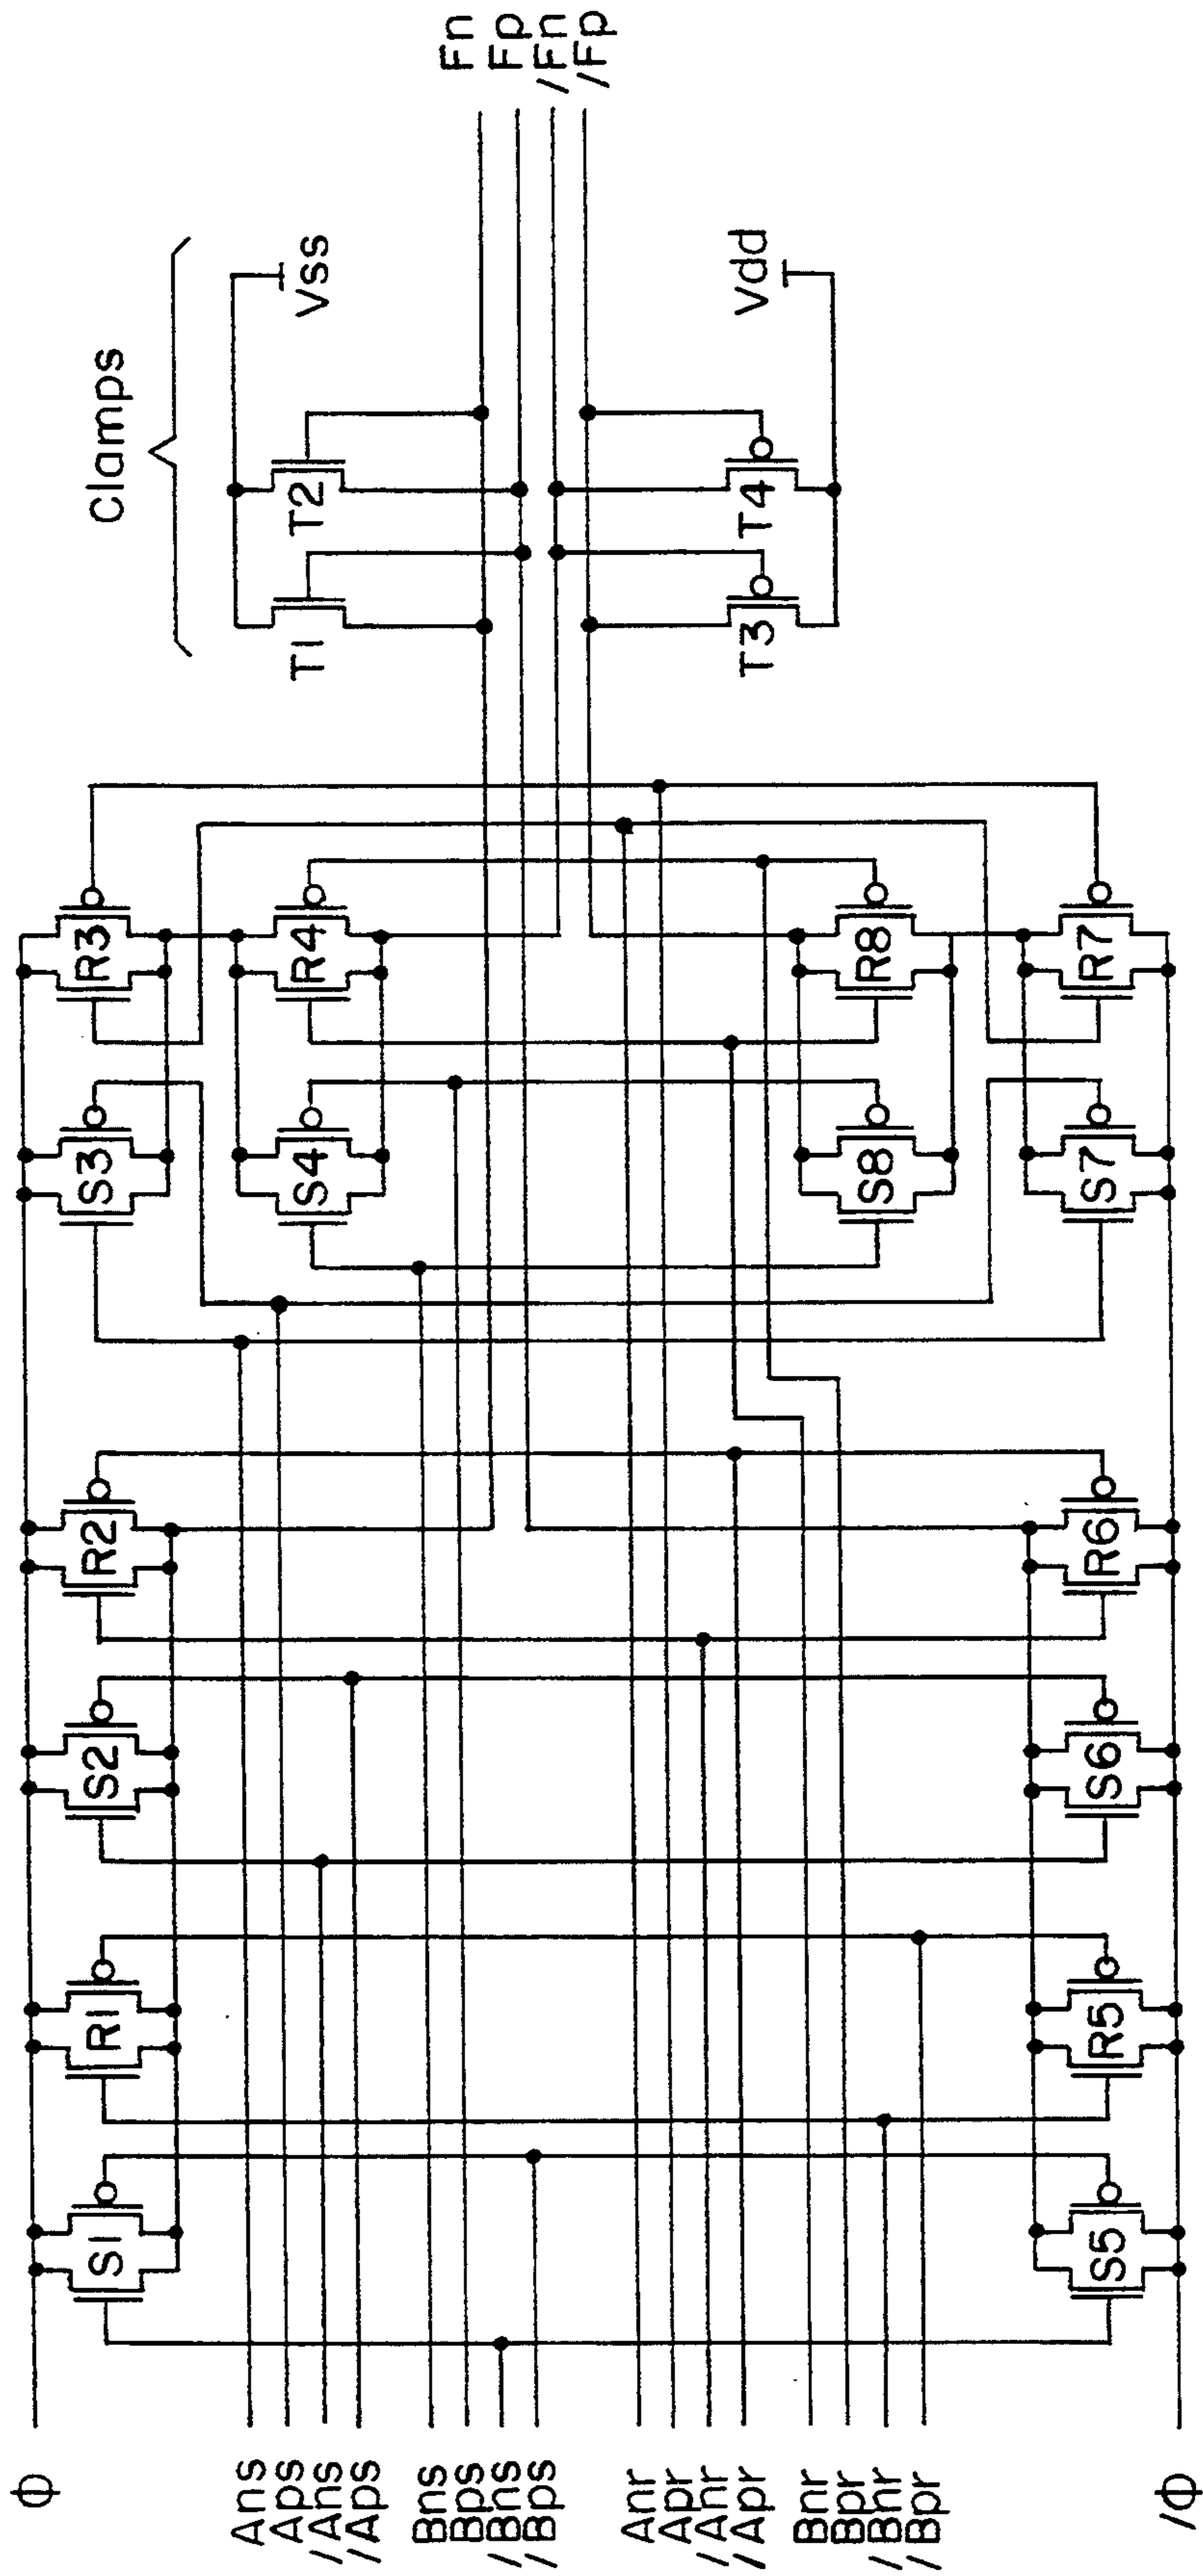 Φ
Ans
Aps
/Ans
/Aps
Bns
Bps
/Bns
/Bps
Anr
Apr
/Anr
/Apr
Bnr
Bpr
/Bnr
/Bpr
/Φ
S1
R1
S2
R2
S3
R3
S4
R4
S8
R8
S7
R7
S5
R5
S6
R6
Clamps
T1
T2
Vss
T3
T4
Vdd
Fn
Fp
/Fn
/Fp